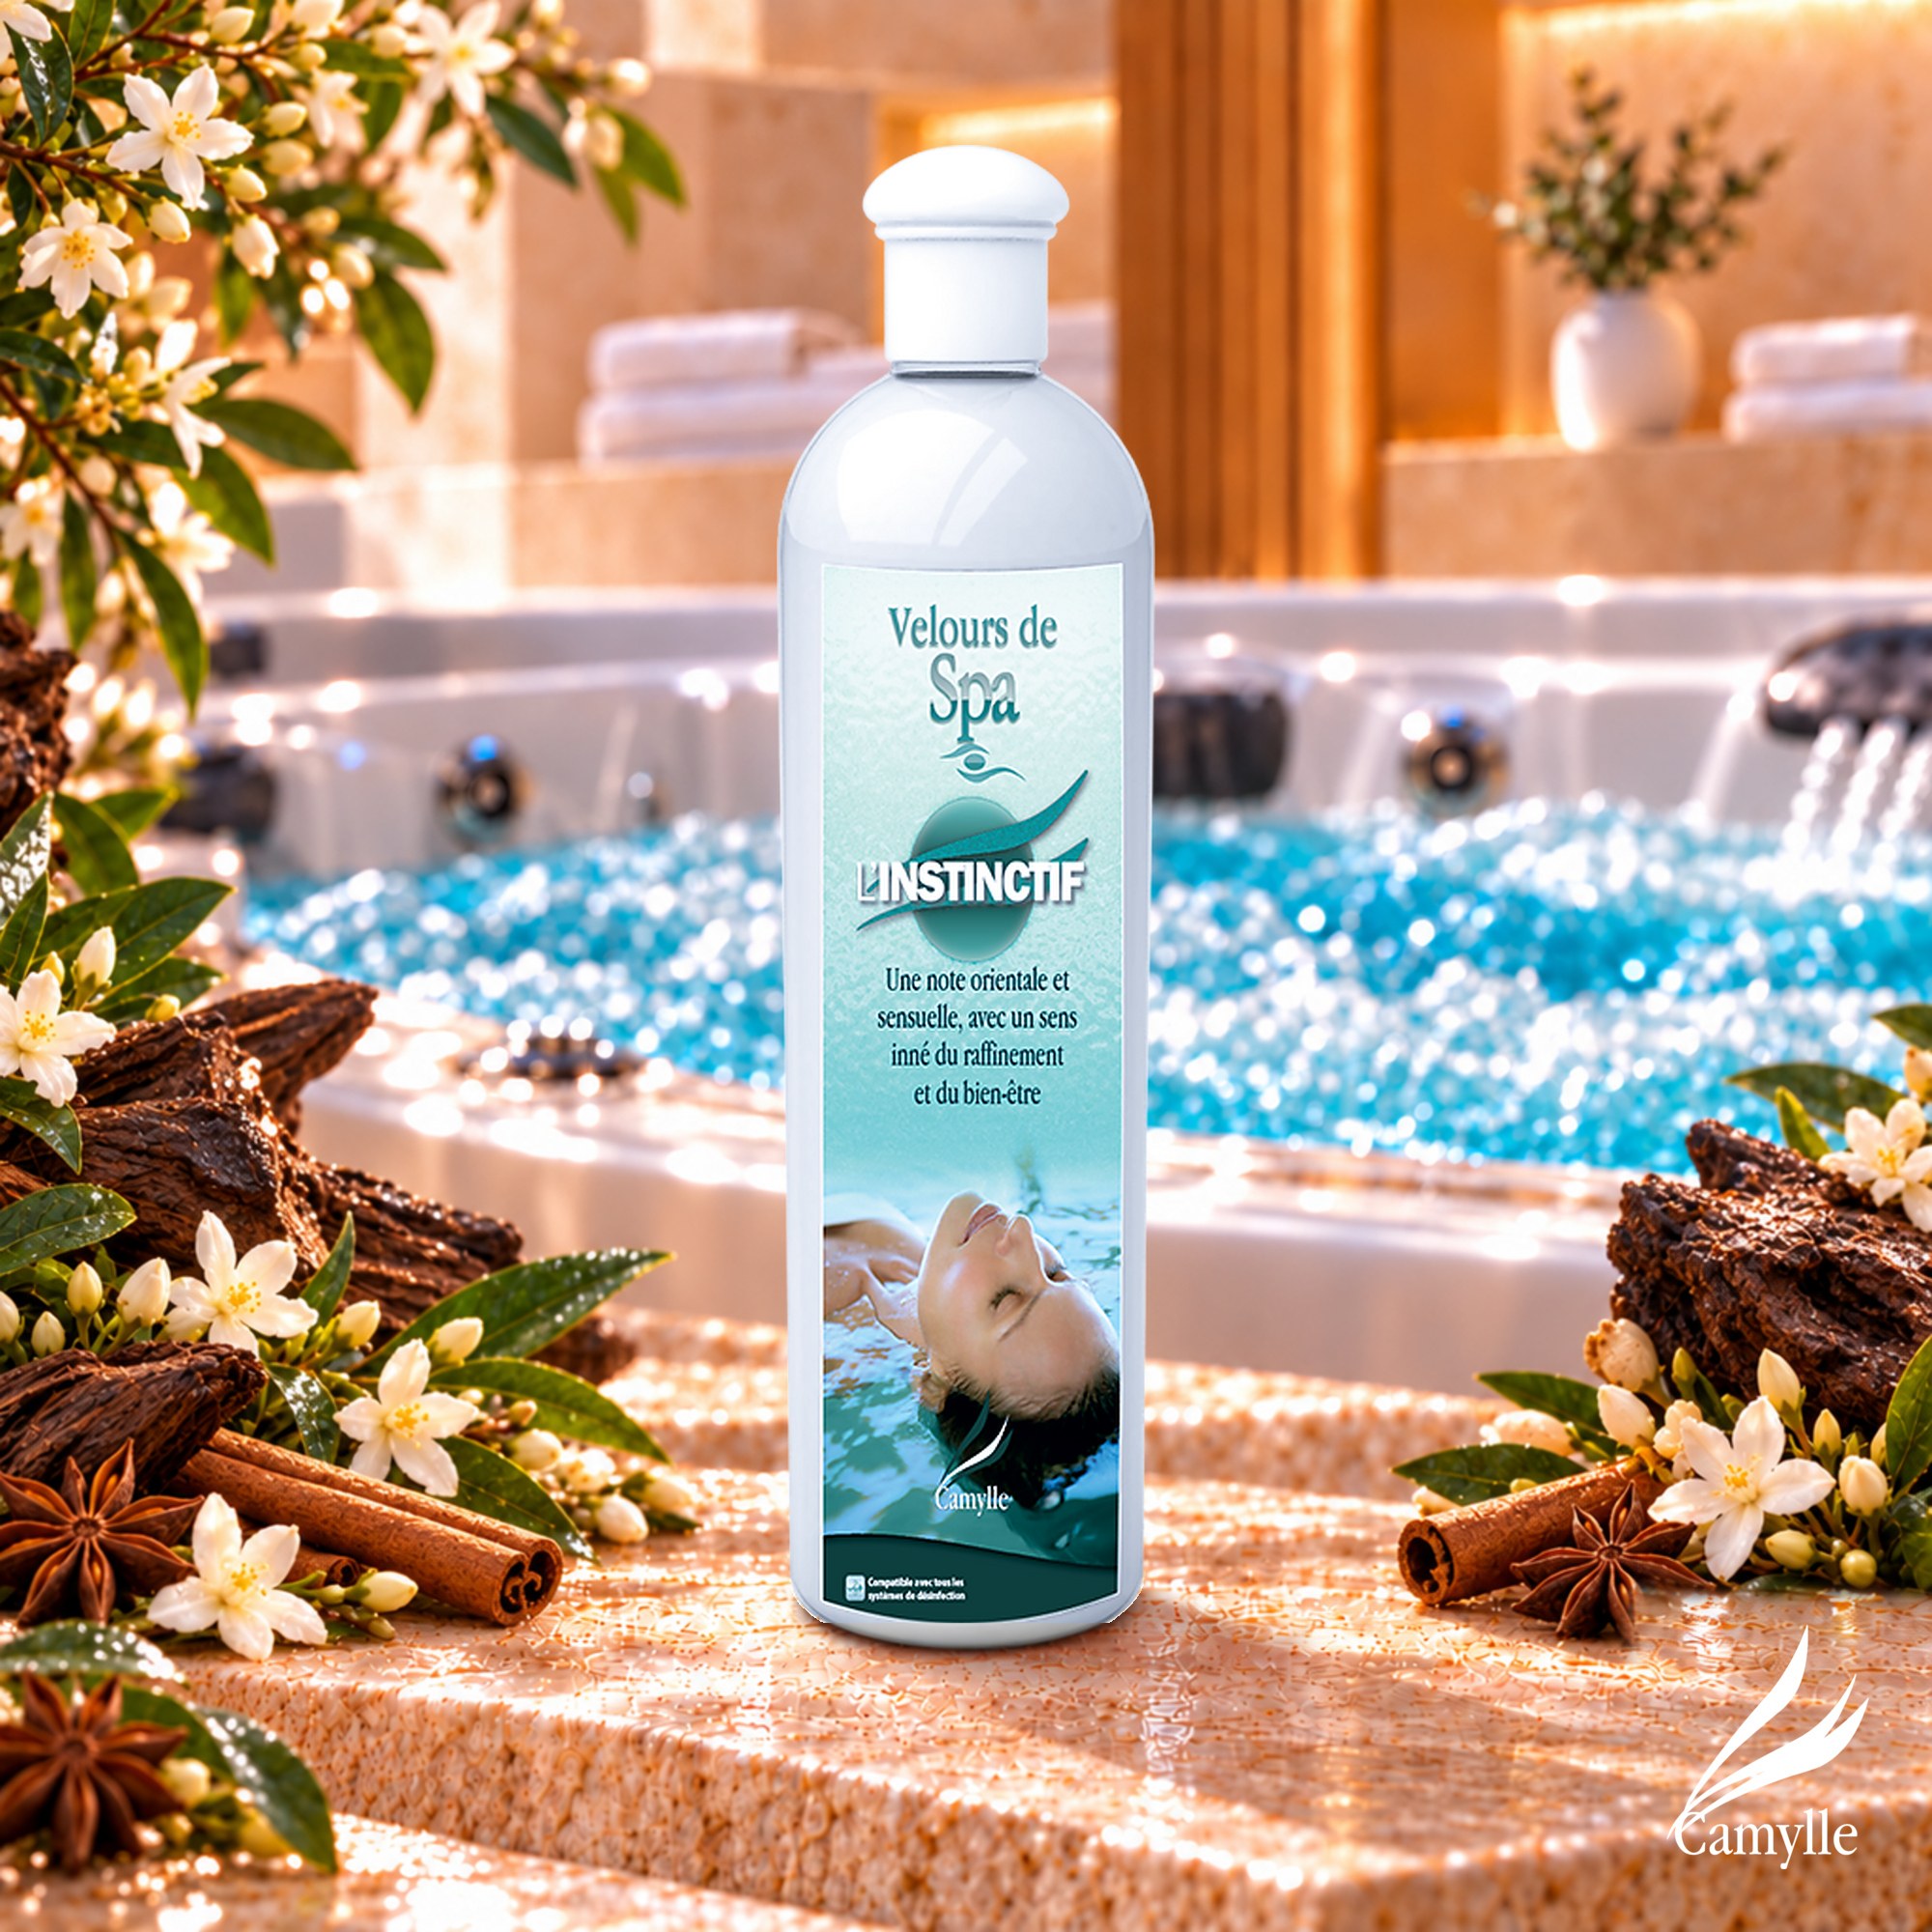 Velours de
Spa
L'INSTINCTIF
Une note orientale et
sensuelle, avec un sens
inné du raffinement
et du bien-être
Camylle
Compatible avec tous les
systèmes de désinfection
Camylle